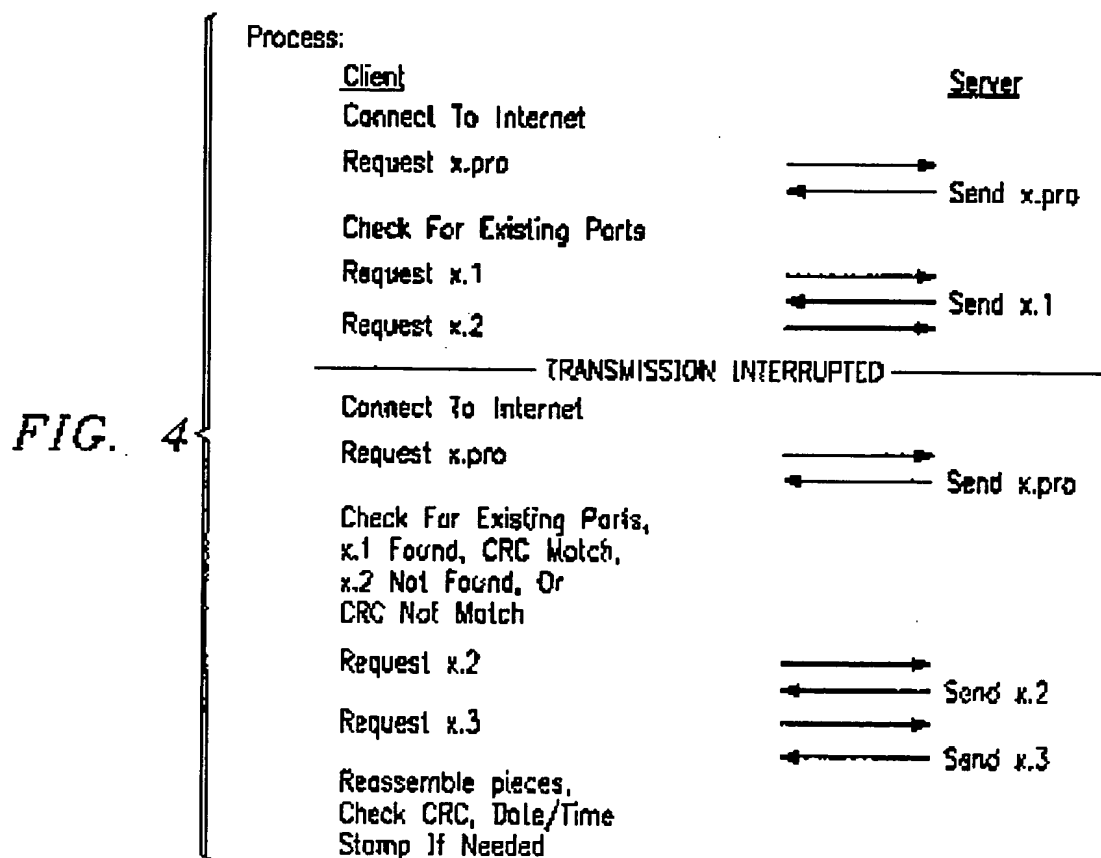 Process:
Client Server
Connect To Internet
Request x.pro
Send x.pro
Check For Existing Parts
Request x.1
Send x.1
Request x.2
TRANSMISSION INTERRUPTED
Connect To Internet
FIG. 4
Request x.pro
Send x.pro
Check For Existing Parts,
x.1 Found, CRC Match,
x.2 Not Found, Or
CRC Not Match
Request x.2
Send x.2
Request x.3
Send x.3
Reassemble pieces,
Check CRC, Date/Time
Stamp If Needed